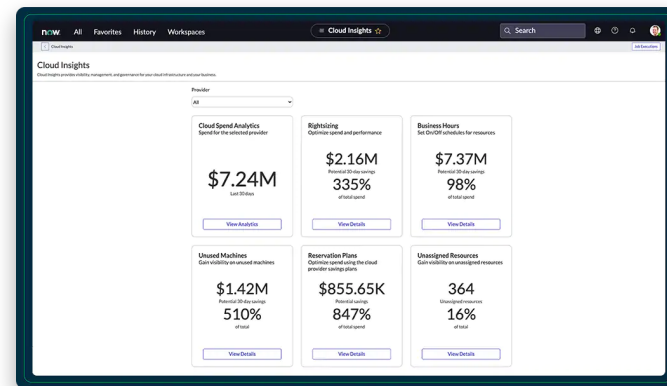 now
All
Favorites
History
Workspaces
Cloud Insights
Search
Cloud Insights
Job Executions
Cloud Insights
Cloud Insights provides visibility, management, and governance for your cloud infrastructure and your business.
Provider
All
Cloud Spend Analytics
Spend for the selected provider
$7.24M
Last 30 days
View Analytics
Rightsizing
Optimize spend and performance
$2.16M
Potential 30-day savings
335%
of total spend
View Details
Business Hours
Set On/Off schedules for resources
$7.37M
Potential 30-day savings
98%
of total spend
View Details
Unused Machines
Gain visibility on unused machines
$1.42M
Potential 30-day savings
510%
of total
View Details
Reservation Plans
Optimize spend using the cloud
provider savings plans
$855.65K
Potential savings
847%
of total spend
View Details
Unassigned Resources
Gain visibility on unassigned resources
364
Unassigned resources
16%
of total
View Details